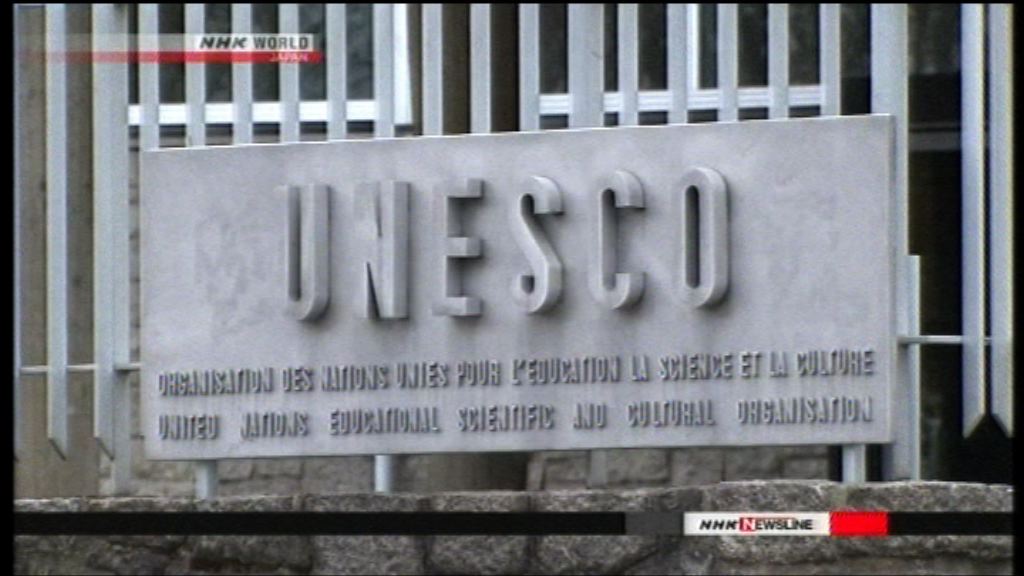 NHK WORLD
JAPAN
UNESCO
ORGANISATION DES NATIONS UNIES POUR L'EDUCATION LA SCIENCE ET LA CULTURE
UNITED NATIONS EDUCATIONAL SCIENTIFIC AND CULTURAL ORGANISATION
NHK NEWSLINE